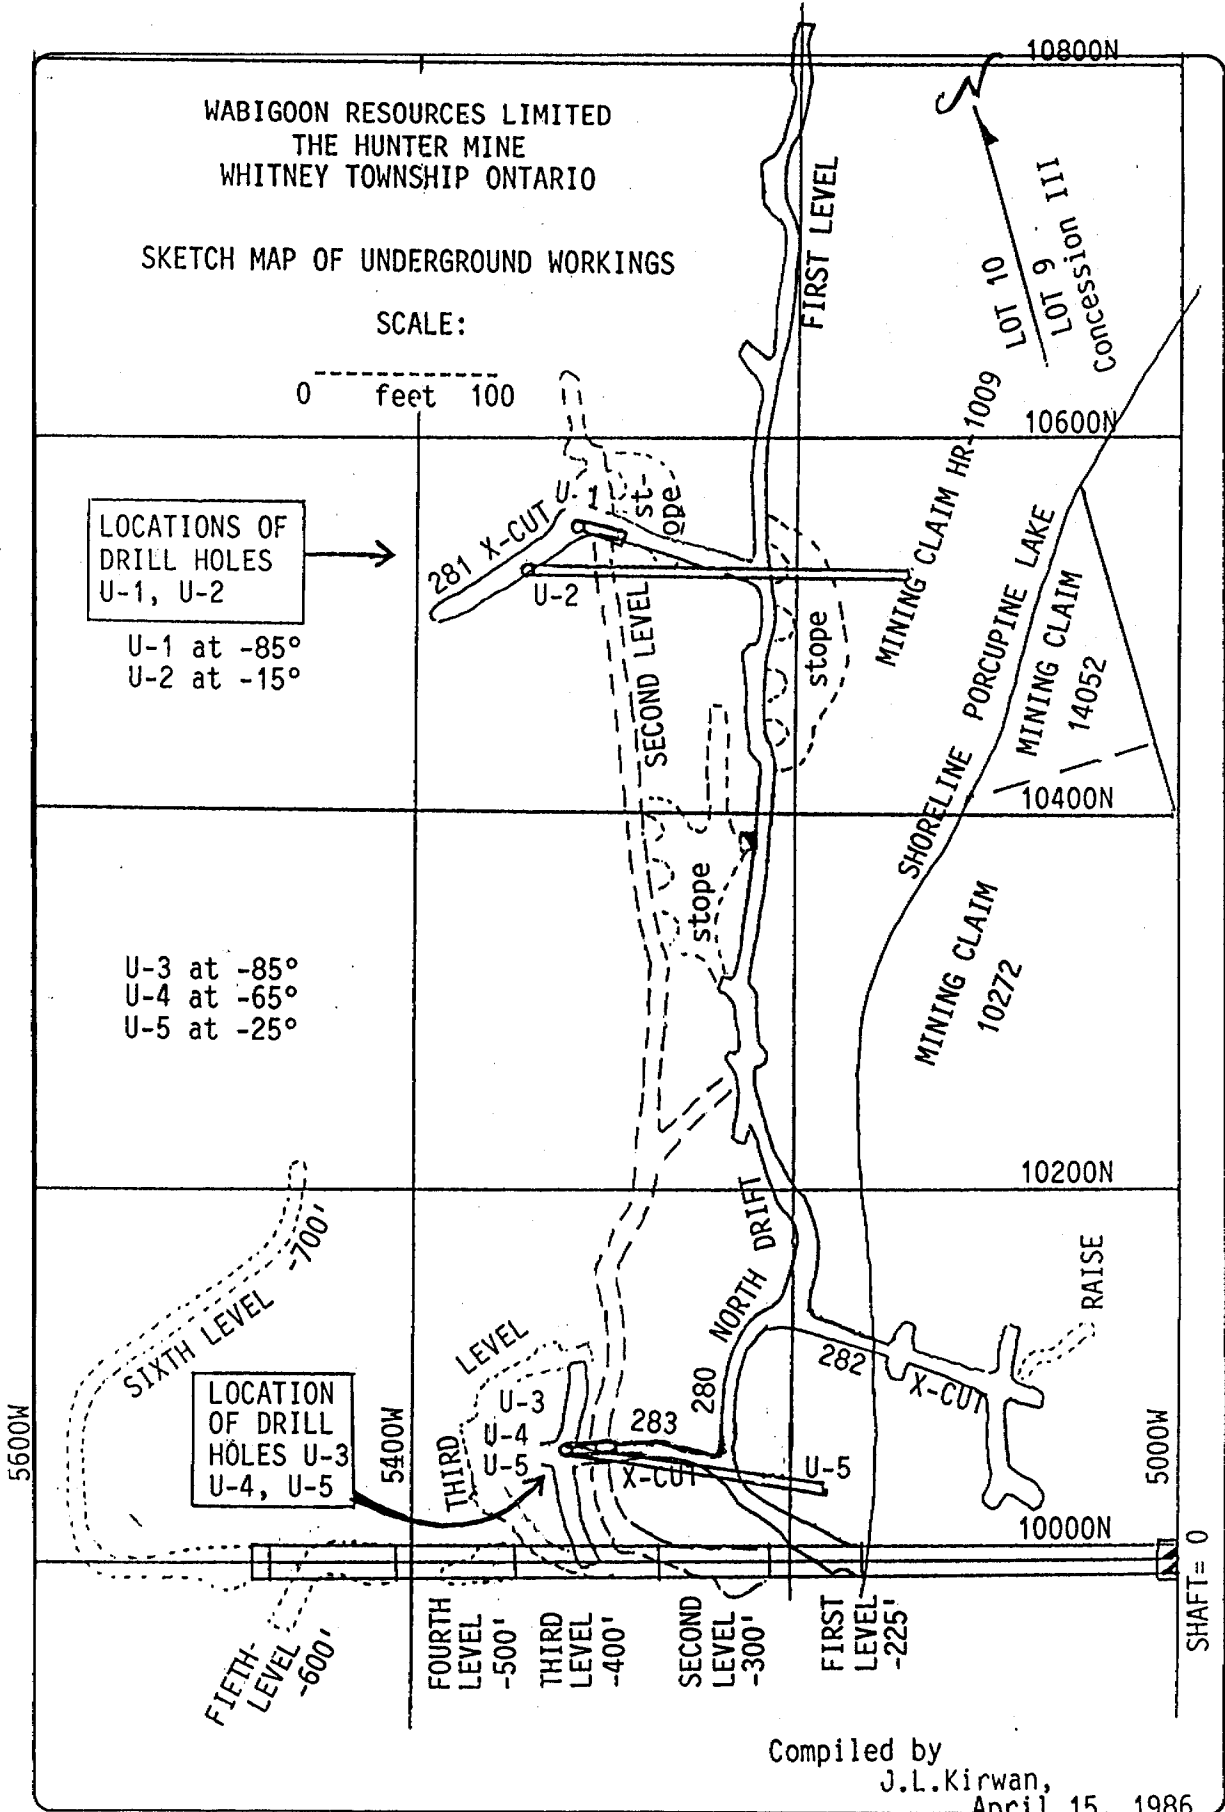 10800N
WABIGOON RESOURCES LIMITED
THE HUNTER MINE
WHITNEY TOWNSHIP ONTARIO
N
SKETCH MAP OF UNDERGROUND WORKINGS
SCALE:
0 feet 100
FIRST LEVEL
LOT 10
LOT 9
Concession III
10600N
MINING CLAIM HR-1009
LOCATIONS OF
DRILL HOLES
U-1, U-2
281 X-CUT
U-1
st-
ope
U-2
U-1 at -85°
U-2 at -15°
SECOND LEVEL
stope
SHORELINE PORCUPINE LAKE
MINING CLAIM
14052
10400N
stope
MINING CLAIM
10272
U-3 at -85°
U-4 at -65°
U-5 at -25°
10200N
-700'
SIXTH LEVEL
NORTH DRIFT
280
RAISE
282
X-CUT
LEVEL
THIRD
U-3
U-4
U-5
283
X-CUT
U-5
LOCATION
OF DRILL
HOLES U-3
U-4, U-5
5600W
5400W
5000W
10000N
SHAFT= 0
FIFTH-
LEVEL
-600'
FOURTH
LEVEL
-500'
THIRD
LEVEL
-400'
SECOND
LEVEL
-300'
FIRST
LEVEL
-225'
Compiled by
J.L.Kirwan,
April 15, 1986